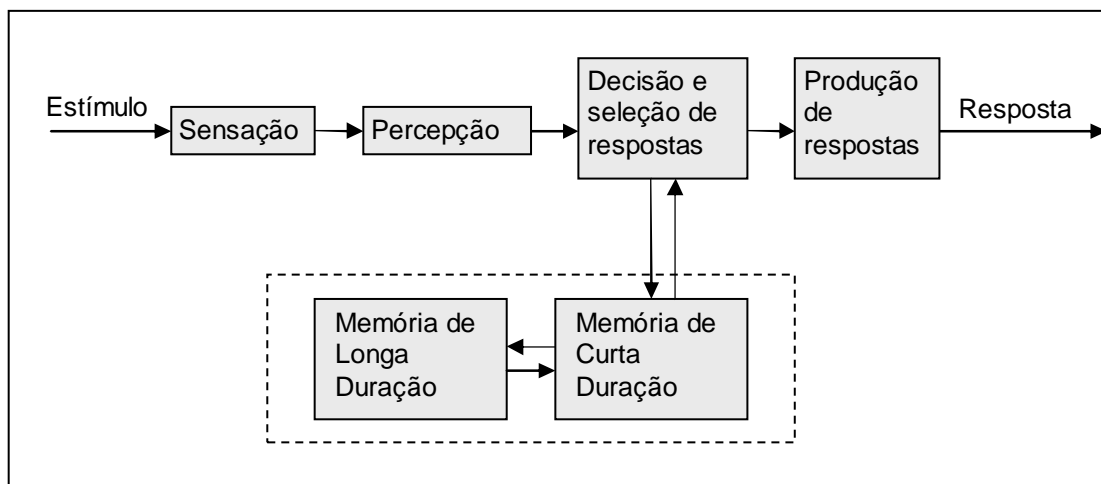 Estímulo
Sensação
Percepção
Decisão e
seleção de
respostas
Produção
de
respostas
Resposta
Memória de
Longa
Duração
Memória de
Curta
Duração